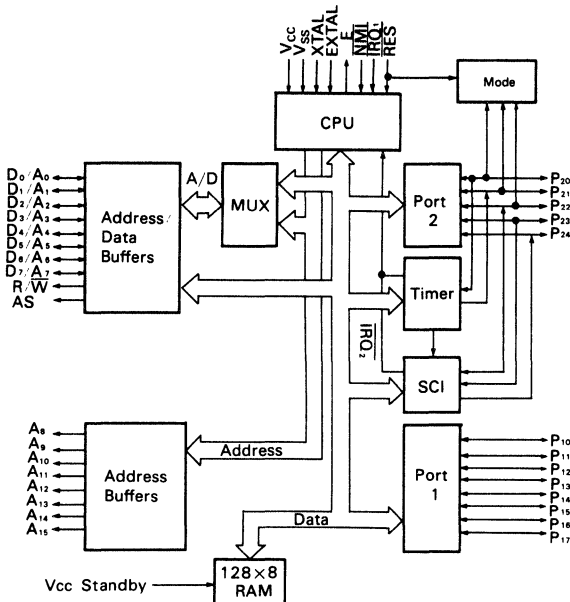 VCC
VSS
XTAL
EXTAL
E
NMI
IRQ1
RES
Mode
CPU
D0/A0
D1/A1
D2/A2
D3/A3
D4/A4
D5/A5
D6/A6
D7/A7
R/W
AS
Address/
Data
Buffers
A/D
MUX
Port
2
P20
P21
P22
P23
P24
Timer
IRQ2
SCI
A8
A9
A10
A11
A12
A13
A14
A15
Address
Buffers
Address
Data
Port
1
P10
P11
P12
P13
P14
P15
P16
P17
Vcc Standby
128×8
RAM